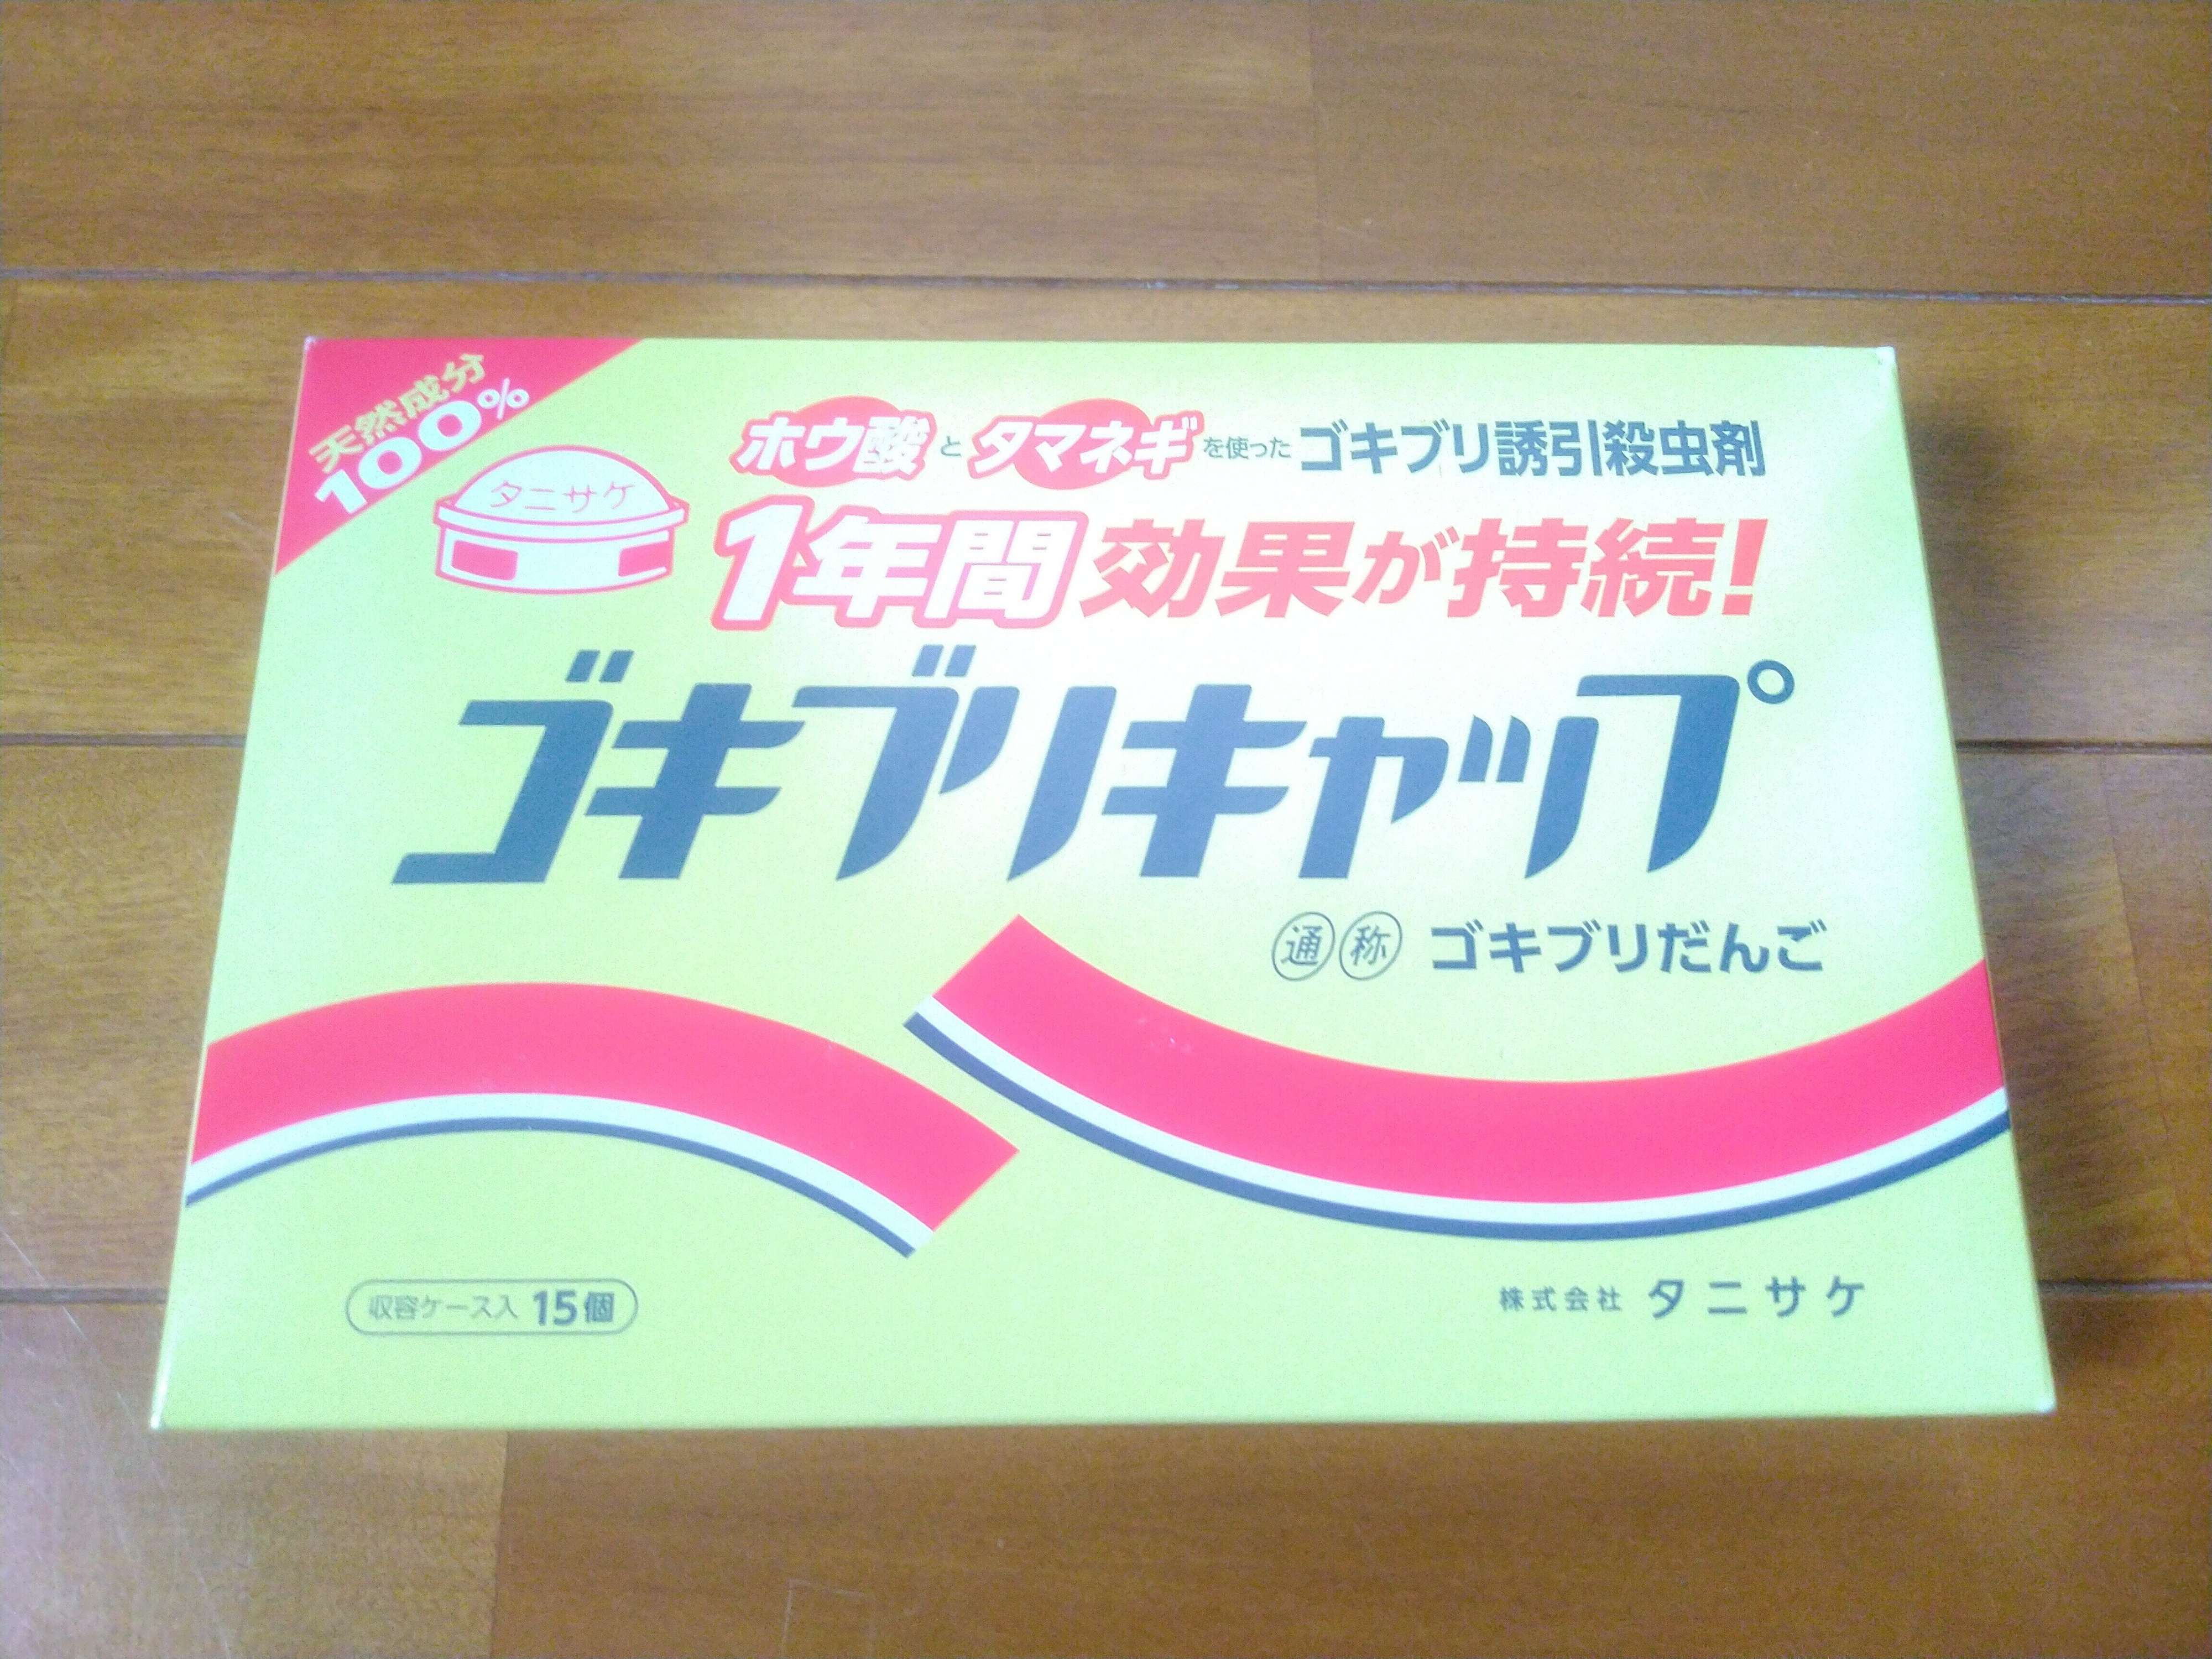 天然成分
100%
タニサケ
ホウ酸とタマネギを使ったゴキブリ誘引殺虫剤
1年間効果が持続!
ゴキブリキャップ
通称 ゴキブリだんご
収容ケース入 15個
株式会社 タニサケ